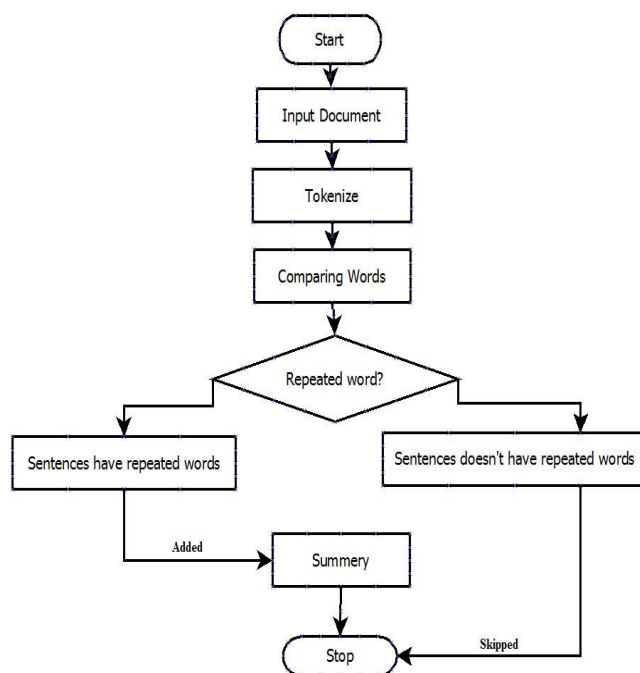 Start
Input Document
Tokenize
Comparing Words
Repeated word?
Sentences have repeated words
Sentences doesn't have repeated words
Added
Summery
Skipped
Stop